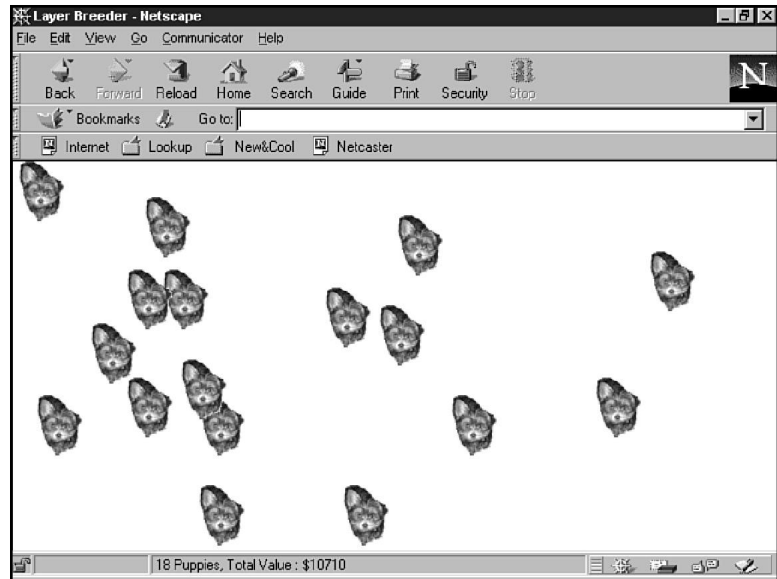 Layer Breeder - Netscape
File Edit View Go Communicator Help
N
Back Forward Reload Home Search Guide Print Security Stop
Bookmarks Go to:
Internet Lookup New&Cool Netcaster
18 Puppies, Total Value : $10710